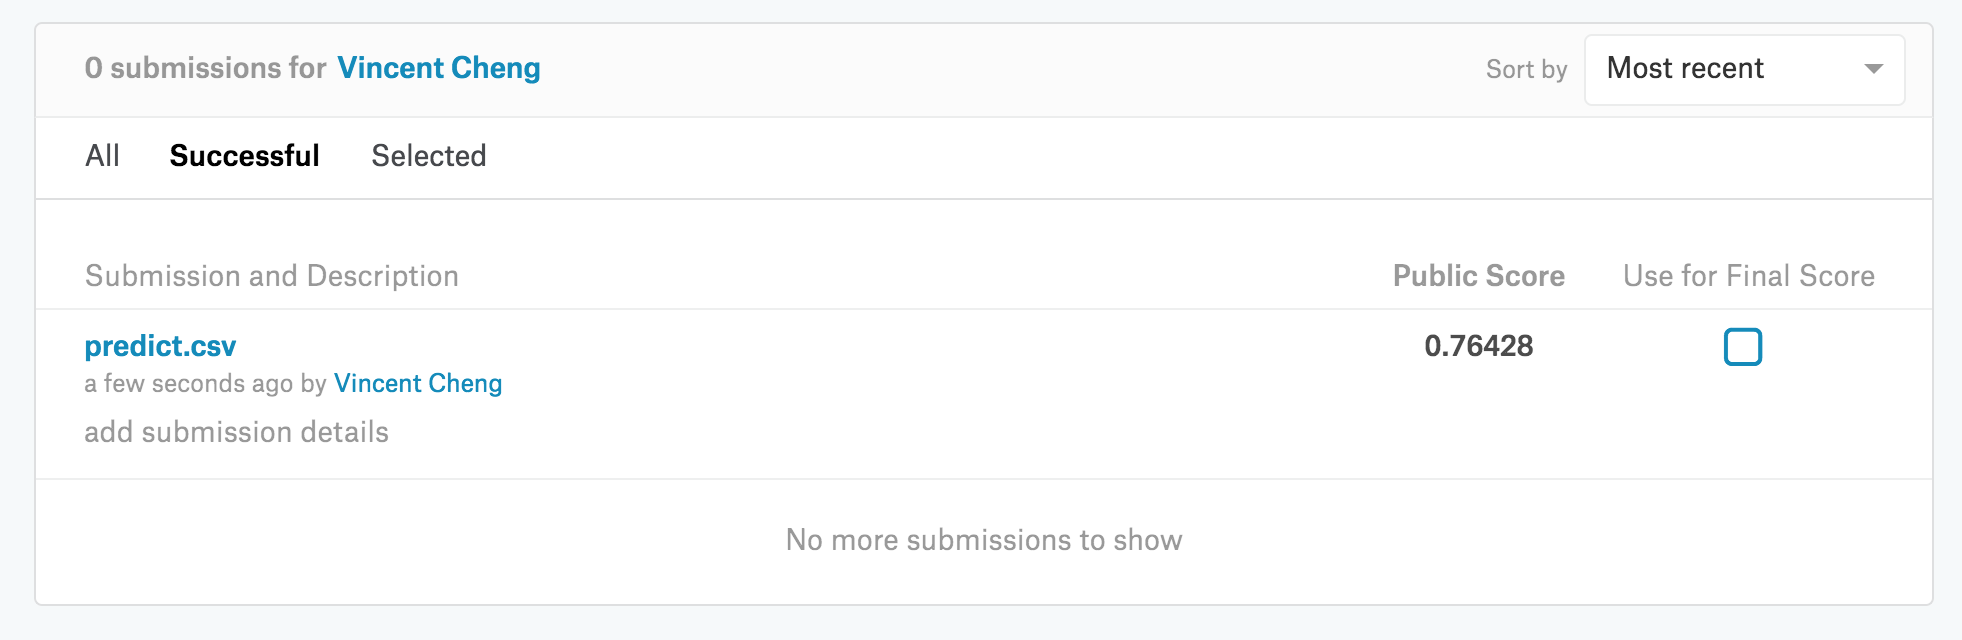 0 submissions for Vincent Cheng
Sort by Most recent
All Successful Selected
Submission and Description Public Score Use for Final Score
predict.csv 0.76428
a few seconds ago by Vincent Cheng
add submission details
No more submissions to show